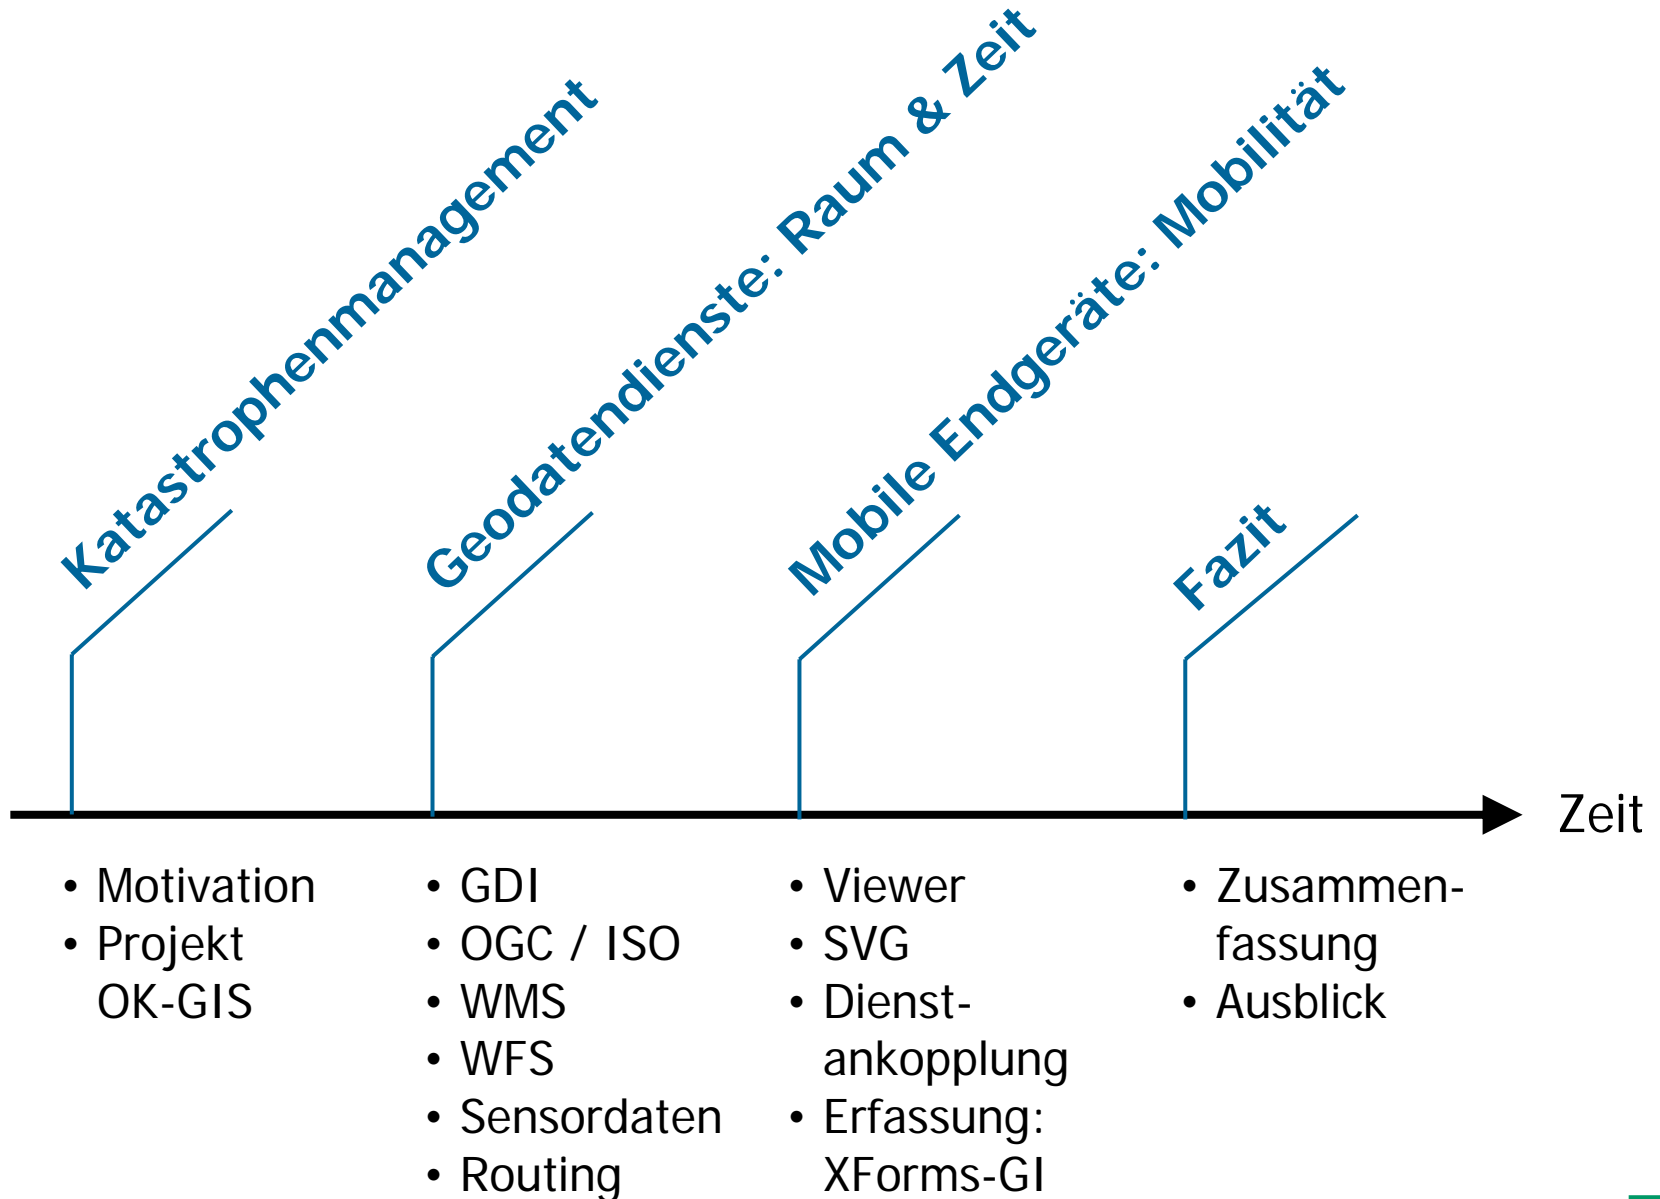 Katastrophenmanagement
Geodatendienste: Raum & Zeit
Mobile Endgeräte: Mobilität
Fazit
Zeit
• Motivation
• Projekt
OK-GIS
• GDI
• OGC / ISO
• WMS
• WFS
• Sensordaten
• Routing
• Viewer
• SVG
• Dienst-
ankopplung
• Erfassung:
XForms-GI
• Zusammen-
fassung
• Ausblick